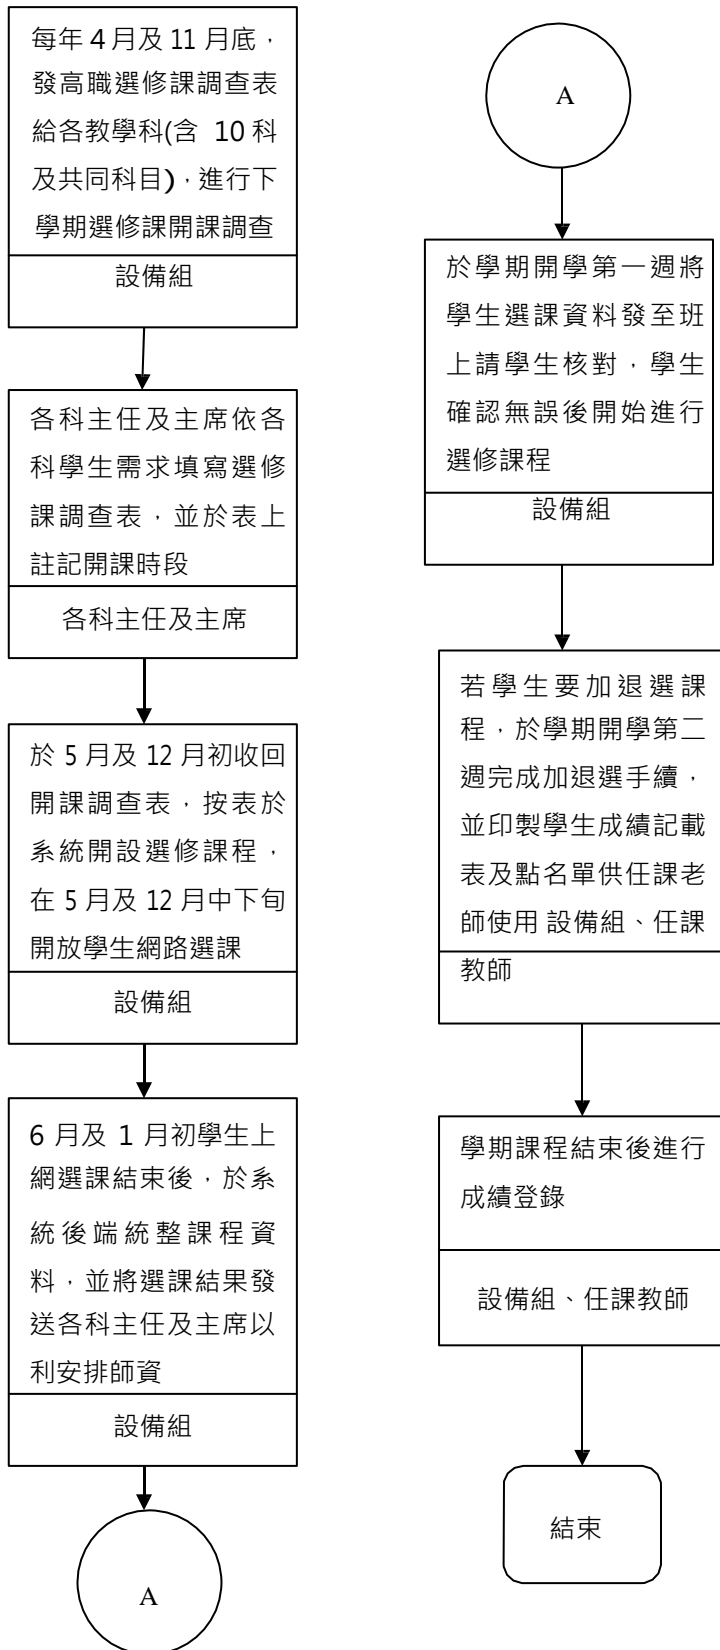 每年 4 月及 11 月底，
發高職選修課調查表
給各教學科(含 10 科
及共同科目)，進行下
學期選修課開課調查
設備組
各科主任及主席依各
科學生需求填寫選修
課調查表，並於表上
註記開課時段
各科主任及主席
於 5 月及 12 月初收回
開課調查表，按表於
系統開設選修課程，
在 5 月及 12 月中下旬
開放學生網路選課
設備組
6 月及 1 月初學生上
網選課結束後，於系
統後端統整課程資
料，並將選課結果發
送各科主任及主席以
利安排師資
設備組
A
A
於學期開學第一週將
學生選課資料發至班
上請學生核對，學生
確認無誤後開始進行
選修課程
設備組
若學生要加退選課
程，於學期開學第二
週完成加退選手續，
並印製學生成績記載
表及點名單供任課老
師使用 設備組、任課
教師
學期課程結束後進行
成績登錄
設備組、任課教師
結束